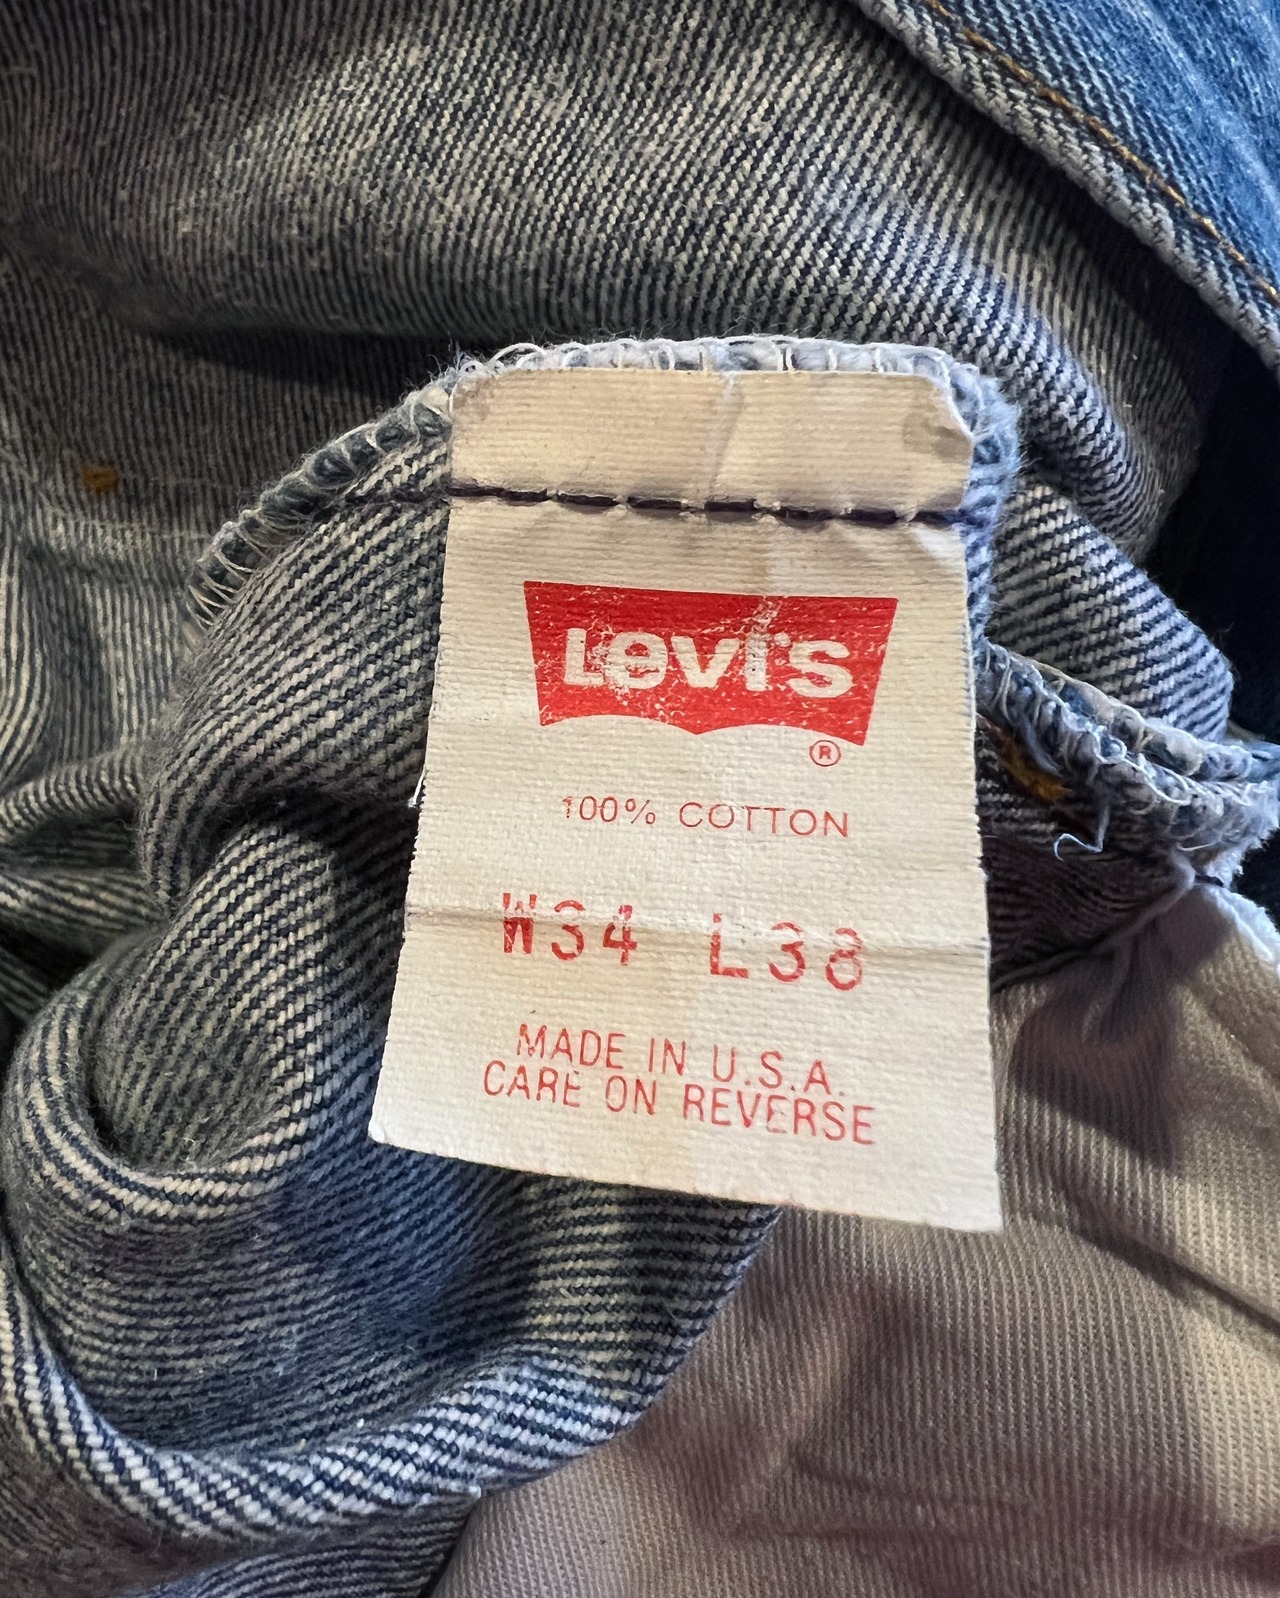 Levi's
®
100% COTTON
W34 L38
MADE IN U.S.A.
CARE ON REVERSE